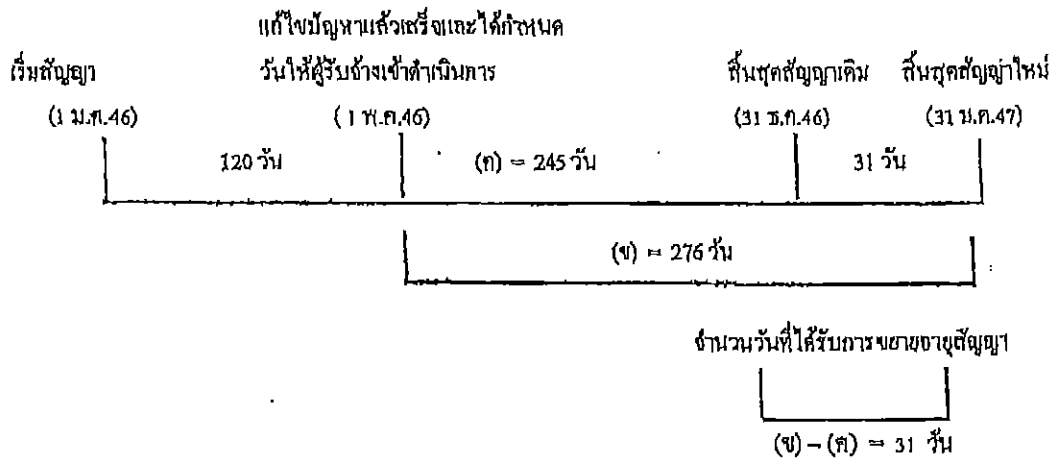 แก้ไขปัญหาแล้วเสร็จและได้กำหนด
เริ่มสัญญา วันให้ผู้รับจ้างเข้าดำเนินการ สิ้นสุดสัญญาเดิม สิ้นสุดสัญญาใหม่
(1 ม.ค.46) (1 พ.ค.46) (31 ธ.ค.46) (31 ม.ค.47)
120 วัน (ค) = 245 วัน 31 วัน
(ข) = 276 วัน
จำนวนวันที่ได้รับการขยายอายุสัญญา
(ข) – (ค) = 31 วัน